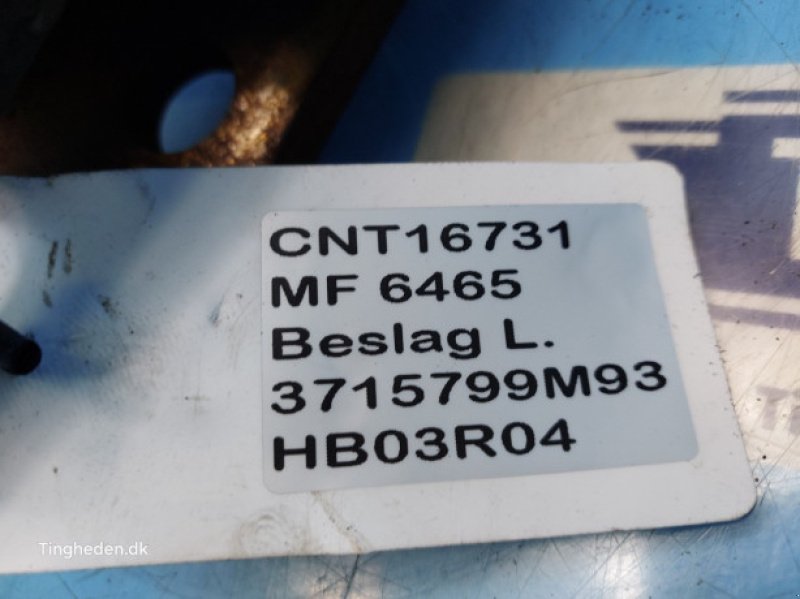 CNT16731
MF 6465
Beslag L.
3715799M93
HB03R04
Tingheden.dk